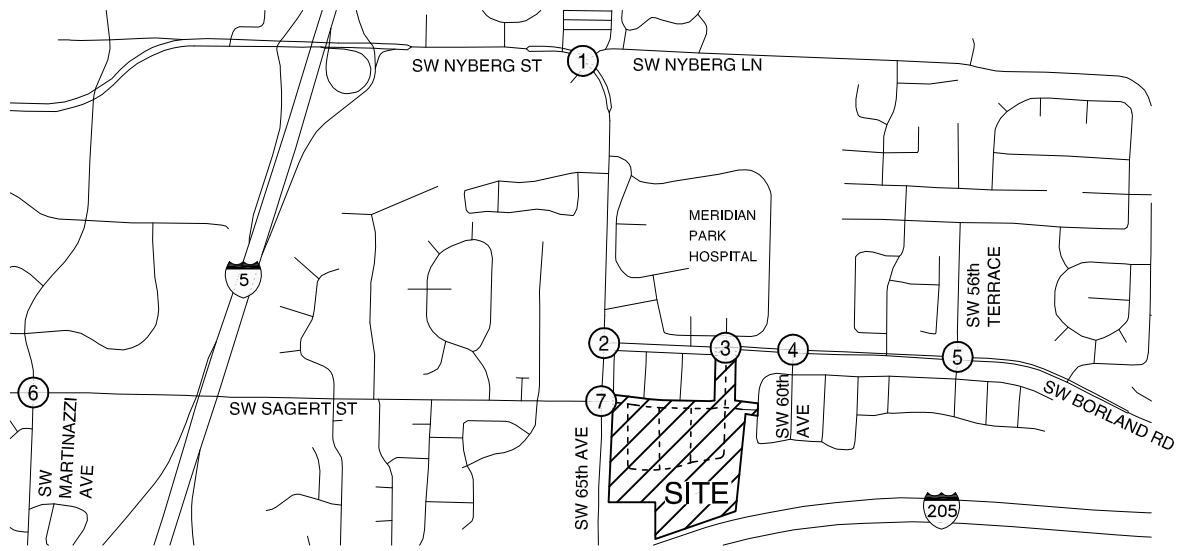 1
SW NYBERG ST
SW NYBERG LN
MERIDIAN
PARK
HOSPITAL
5
SW 56th
TERRACE
2
3
4
5
6
7
SW SAGERT ST
SW 60th
AVE
SW BORLAND RD
SW
MARTINAZZI
AVE
SW 65th AVE
SITE
205